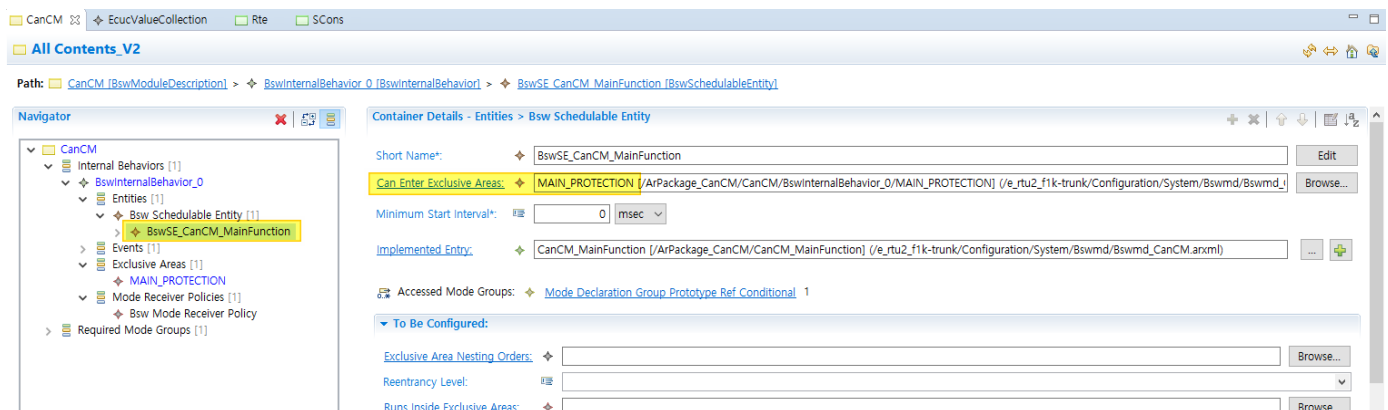 CanCM EcucValueCollection Rte SCons
All Contents_V2
Path: CanCM [BswModuleDescription] > BswInternalBehavior_0 [BswInternalBehavior] > BswSE_CanCM_MainFunction [BswSchedulableEntity]
Navigator
CanCM
Internal Behaviors [1]
BswInternalBehavior_0
Entities [1]
Bsw Schedulable Entity [1]
BswSE_CanCM_MainFunction
Events [1]
Exclusive Areas [1]
MAIN_PROTECTION
Mode Receiver Policies [1]
Bsw Mode Receiver Policy
Required Mode Groups [1]
Container Details - Entities > Bsw Schedulable Entity
Short Name*: BswSE_CanCM_MainFunction Edit
Can Enter Exclusive Areas: MAIN_PROTECTION [/ArPackage_CanCM/CanCM/BswInternalBehavior_0/MAIN_PROTECTION] (/e_rtu2_f1k-trunk/Configuration/System/Bswmd/Bswmd_ Browse...
Minimum Start Interval*: 0 msec
Implemented Entry: CanCM_MainFunction [/ArPackage_CanCM/CanCM_MainFunction] (/e_rtu2_f1k-trunk/Configuration/System/Bswmd/Bswmd_CanCM.arxml) ...
Accessed Mode Groups: Mode Declaration Group Prototype Ref Conditional 1
To Be Configured:
Exclusive Area Nesting Orders: Browse...
Reentrancy Level:
Runs Inside Exclusive Areas: Browse...